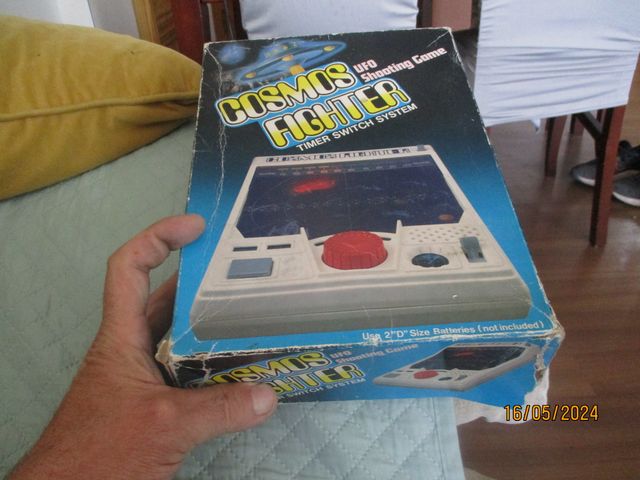 COSMOS
FIGHTER
UFO
Shooting Game
TIMER SWITCH SYSTEM
Use 2 "D" Size Batteries (not included)
COSMOS
FIGHTER
UFO
Shooting Game
TIMER SWITCH SYSTEM
16/05/2024